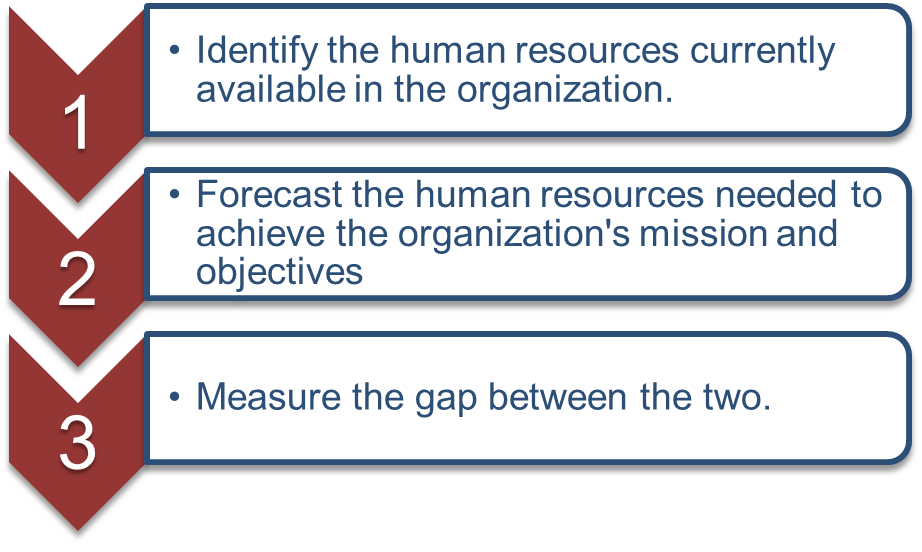 1
• Identify the human resources currently
available in the organization.
2
• Forecast the human resources needed to
achieve the organization's mission and
objectives
3
• Measure the gap between the two.